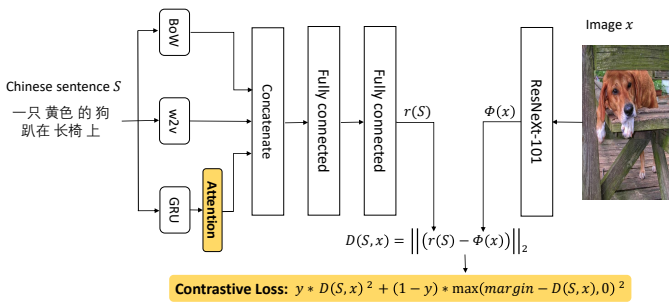 Image x
BoW
Chinese sentence S
一只 黄色 的 狗
趴在 长椅 上
w2v
GRU
Attention
Concatenate
Fully connected
Fully connected
r(S)
Φ(x)
ResNeXt-101
D(S, x) = ||(r(S) − Φ(x))||₂
Contrastive Loss: y * D(S, x)² + (1 − y) * max(margin − D(S, x), 0)²